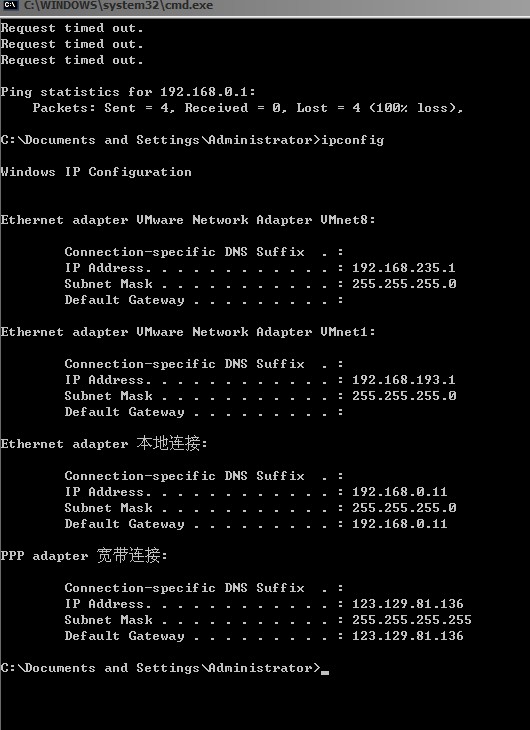 C:\WINDOWS\system32\cmd.exe
Request timed out.
Request timed out.
Request timed out.
Ping statistics for 192.168.0.1:
Packets: Sent = 4, Received = 0, Lost = 4 (100% loss),
C:\Documents and Settings\Administrator>ipconfig
Windows IP Configuration
Ethernet adapter VMware Network Adapter VMnet8:
Connection-specific DNS Suffix  . :
IP Address. . . . . . . . . . . . : 192.168.235.1
Subnet Mask . . . . . . . . . . . : 255.255.255.0
Default Gateway . . . . . . . . . :
Ethernet adapter VMware Network Adapter VMnet1:
Connection-specific DNS Suffix  . :
IP Address. . . . . . . . . . . . : 192.168.193.1
Subnet Mask . . . . . . . . . . . : 255.255.255.0
Default Gateway . . . . . . . . . :
Ethernet adapter 本地连接:
Connection-specific DNS Suffix  . :
IP Address. . . . . . . . . . . . : 192.168.0.11
Subnet Mask . . . . . . . . . . . : 255.255.255.0
Default Gateway . . . . . . . . . : 192.168.0.11
PPP adapter 宽带连接:
Connection-specific DNS Suffix  . :
IP Address. . . . . . . . . . . . : 123.129.81.136
Subnet Mask . . . . . . . . . . . : 255.255.255.255
Default Gateway . . . . . . . . . : 123.129.81.136
C:\Documents and Settings\Administrator>_